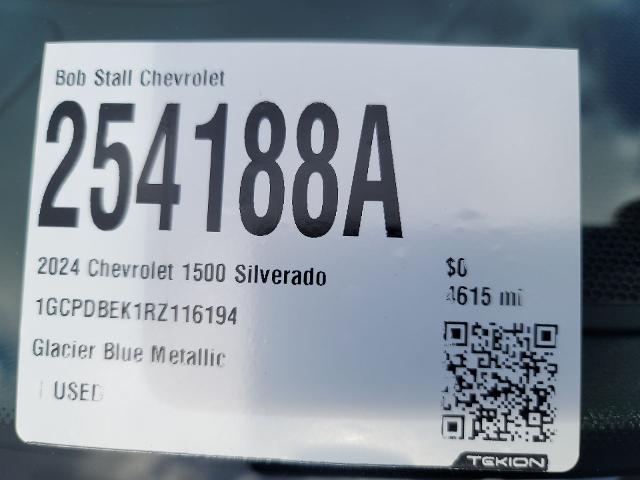 Bob Stall Chevrolet
254188A
2024 Chevrolet 1500 Silverado
$0
1GCPDBEK1RZ116194
4615 mi
Glacier Blue Metallic
USED
TEKION